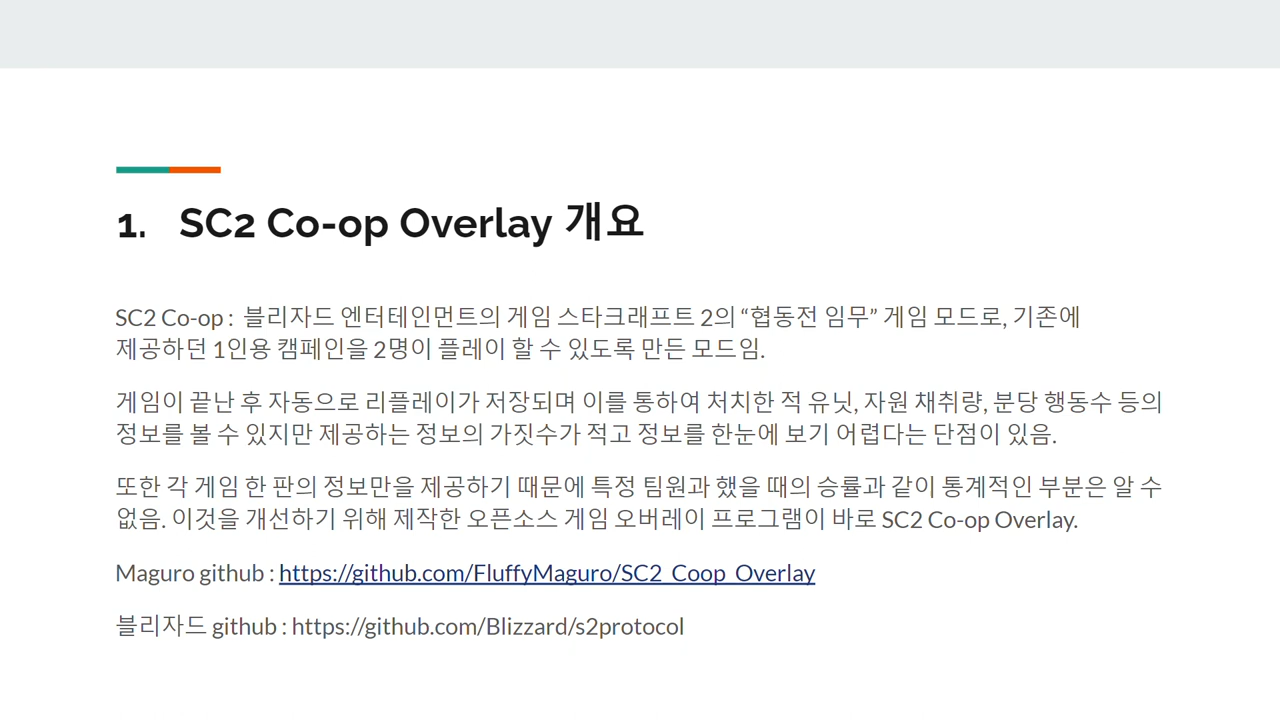 1. SC2 Co-op Overlay 개요
SC2 Co-op : 블리자드 엔터테인먼트의 게임 스타크래프트 2의 “협동전 임무” 게임 모드로, 기존에
제공하던 1인용 캠페인을 2명이 플레이 할 수 있도록 만든 모드임.
게임이 끝난 후 자동으로 리플레이가 저장되며 이를 통하여 처치한 적 유닛, 자원 채취량, 분당 행동수 등의
정보를 볼 수 있지만 제공하는 정보의 가짓수가 적고 정보를 한눈에 보기 어렵다는 단점이 있음.
또한 각 게임 한 판의 정보만을 제공하기 때문에 특정 팀원과 했을 때의 승률과 같이 통계적인 부분은 알 수
없음. 이것을 개선하기 위해 제작한 오픈소스 게임 오버레이 프로그램이 바로 SC2 Co-op Overlay.
Maguro github : https://github.com/FluffyMaguro/SC2_Coop_Overlay
블리자드 github : https://github.com/Blizzard/s2protocol